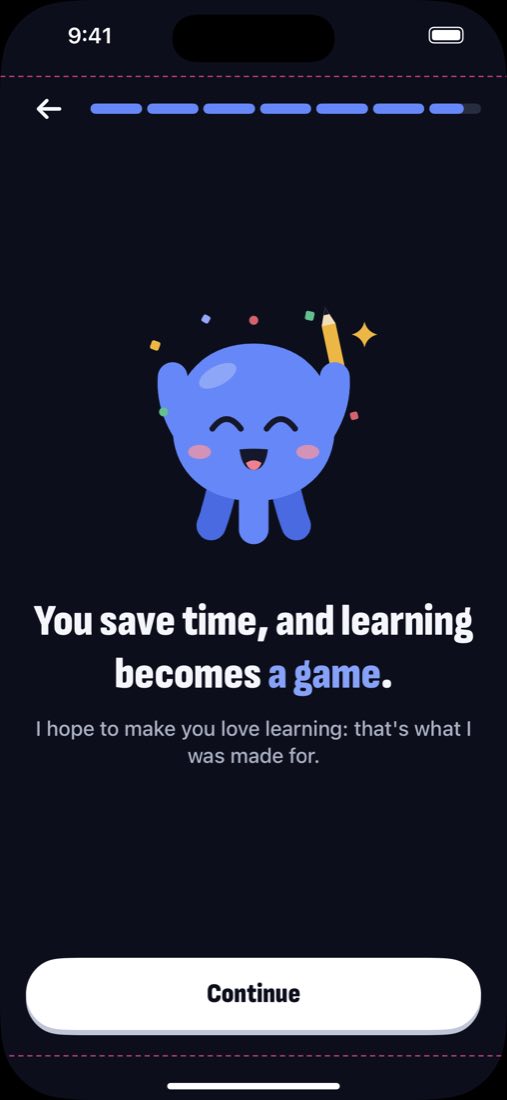 9:41
You save time, and learning
becomes a game.
I hope to make you love learning: that's what I
was made for.
Continue